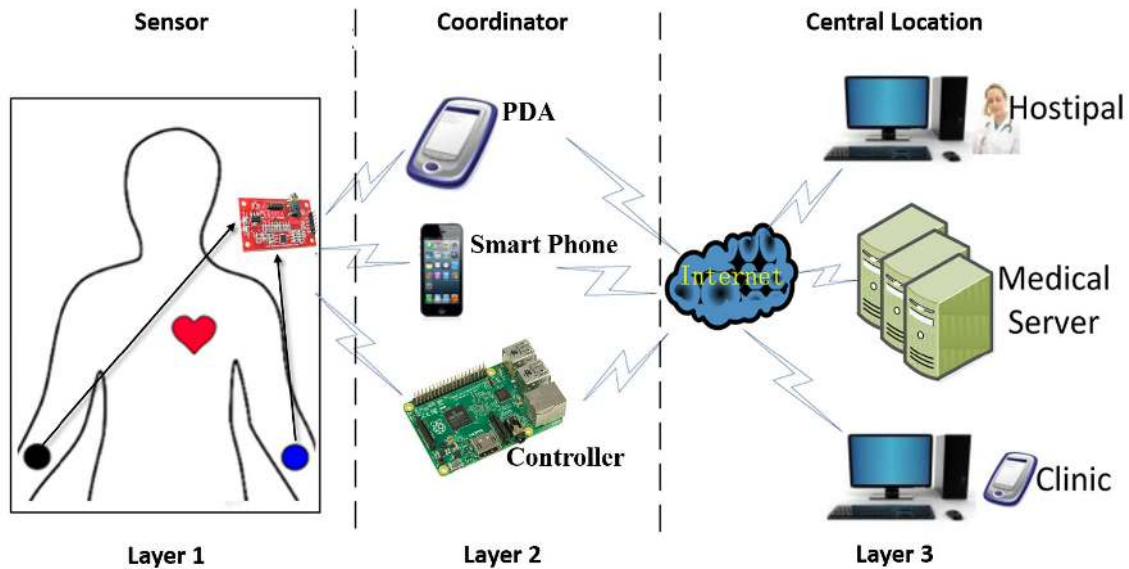 Sensor
Coordinator
Central Location
PDA
Hostipal
Smart Phone
Internet
Medical
Server
Controller
Clinic
Layer 1
Layer 2
Layer 3